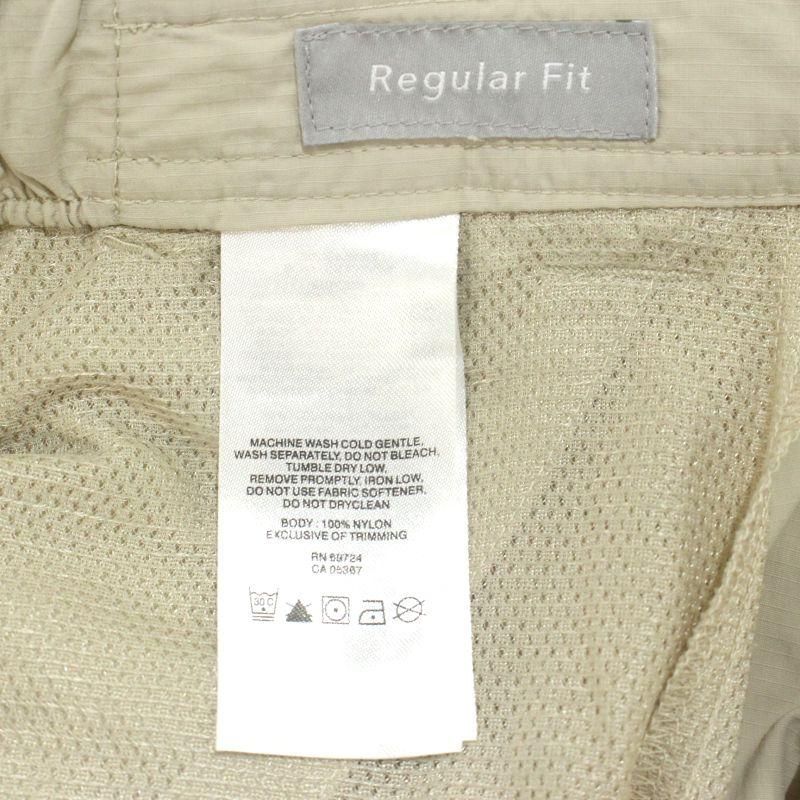 Regular Fit
MACHINE WASH COLD GENTLE,
WASH SEPARATELY, DO NOT BLEACH,
TUMBLE DRY LOW,
REMOVE PROMPTLY, IRON LOW,
DO NOT USE FABRIC SOFTENER,
DO NOT DRYCLEAN
BODY : 100% NYLON
EXCLUSIVE OF TRIMMING
RN 69724
CA 05367
30 C